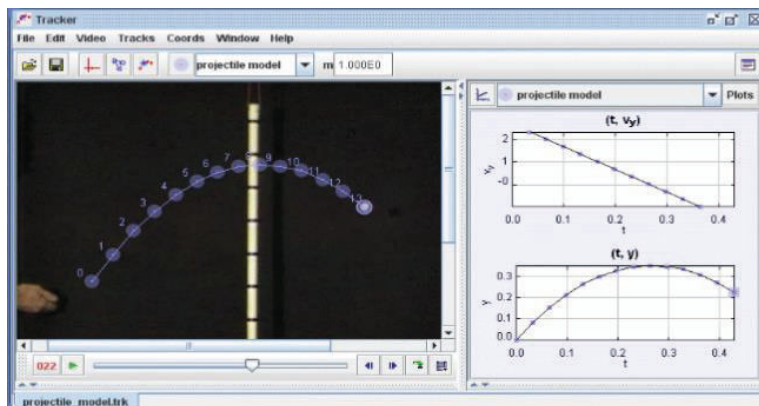 Tracker
File Edit Video Tracks Coords Window Help
projectile model m 1.000E0
0
1
2
3
4
5
6
7
9
10
11
12
13
projectile model Plots
(t, vy)
vy
2
-0
0.0 0.1 0.2 0.3 0.4
t
(t, y)
y
0.3
0.2
0.1
0.0
0.0 0.1 0.2 0.3 0.4
t
022
projectile_model.trk